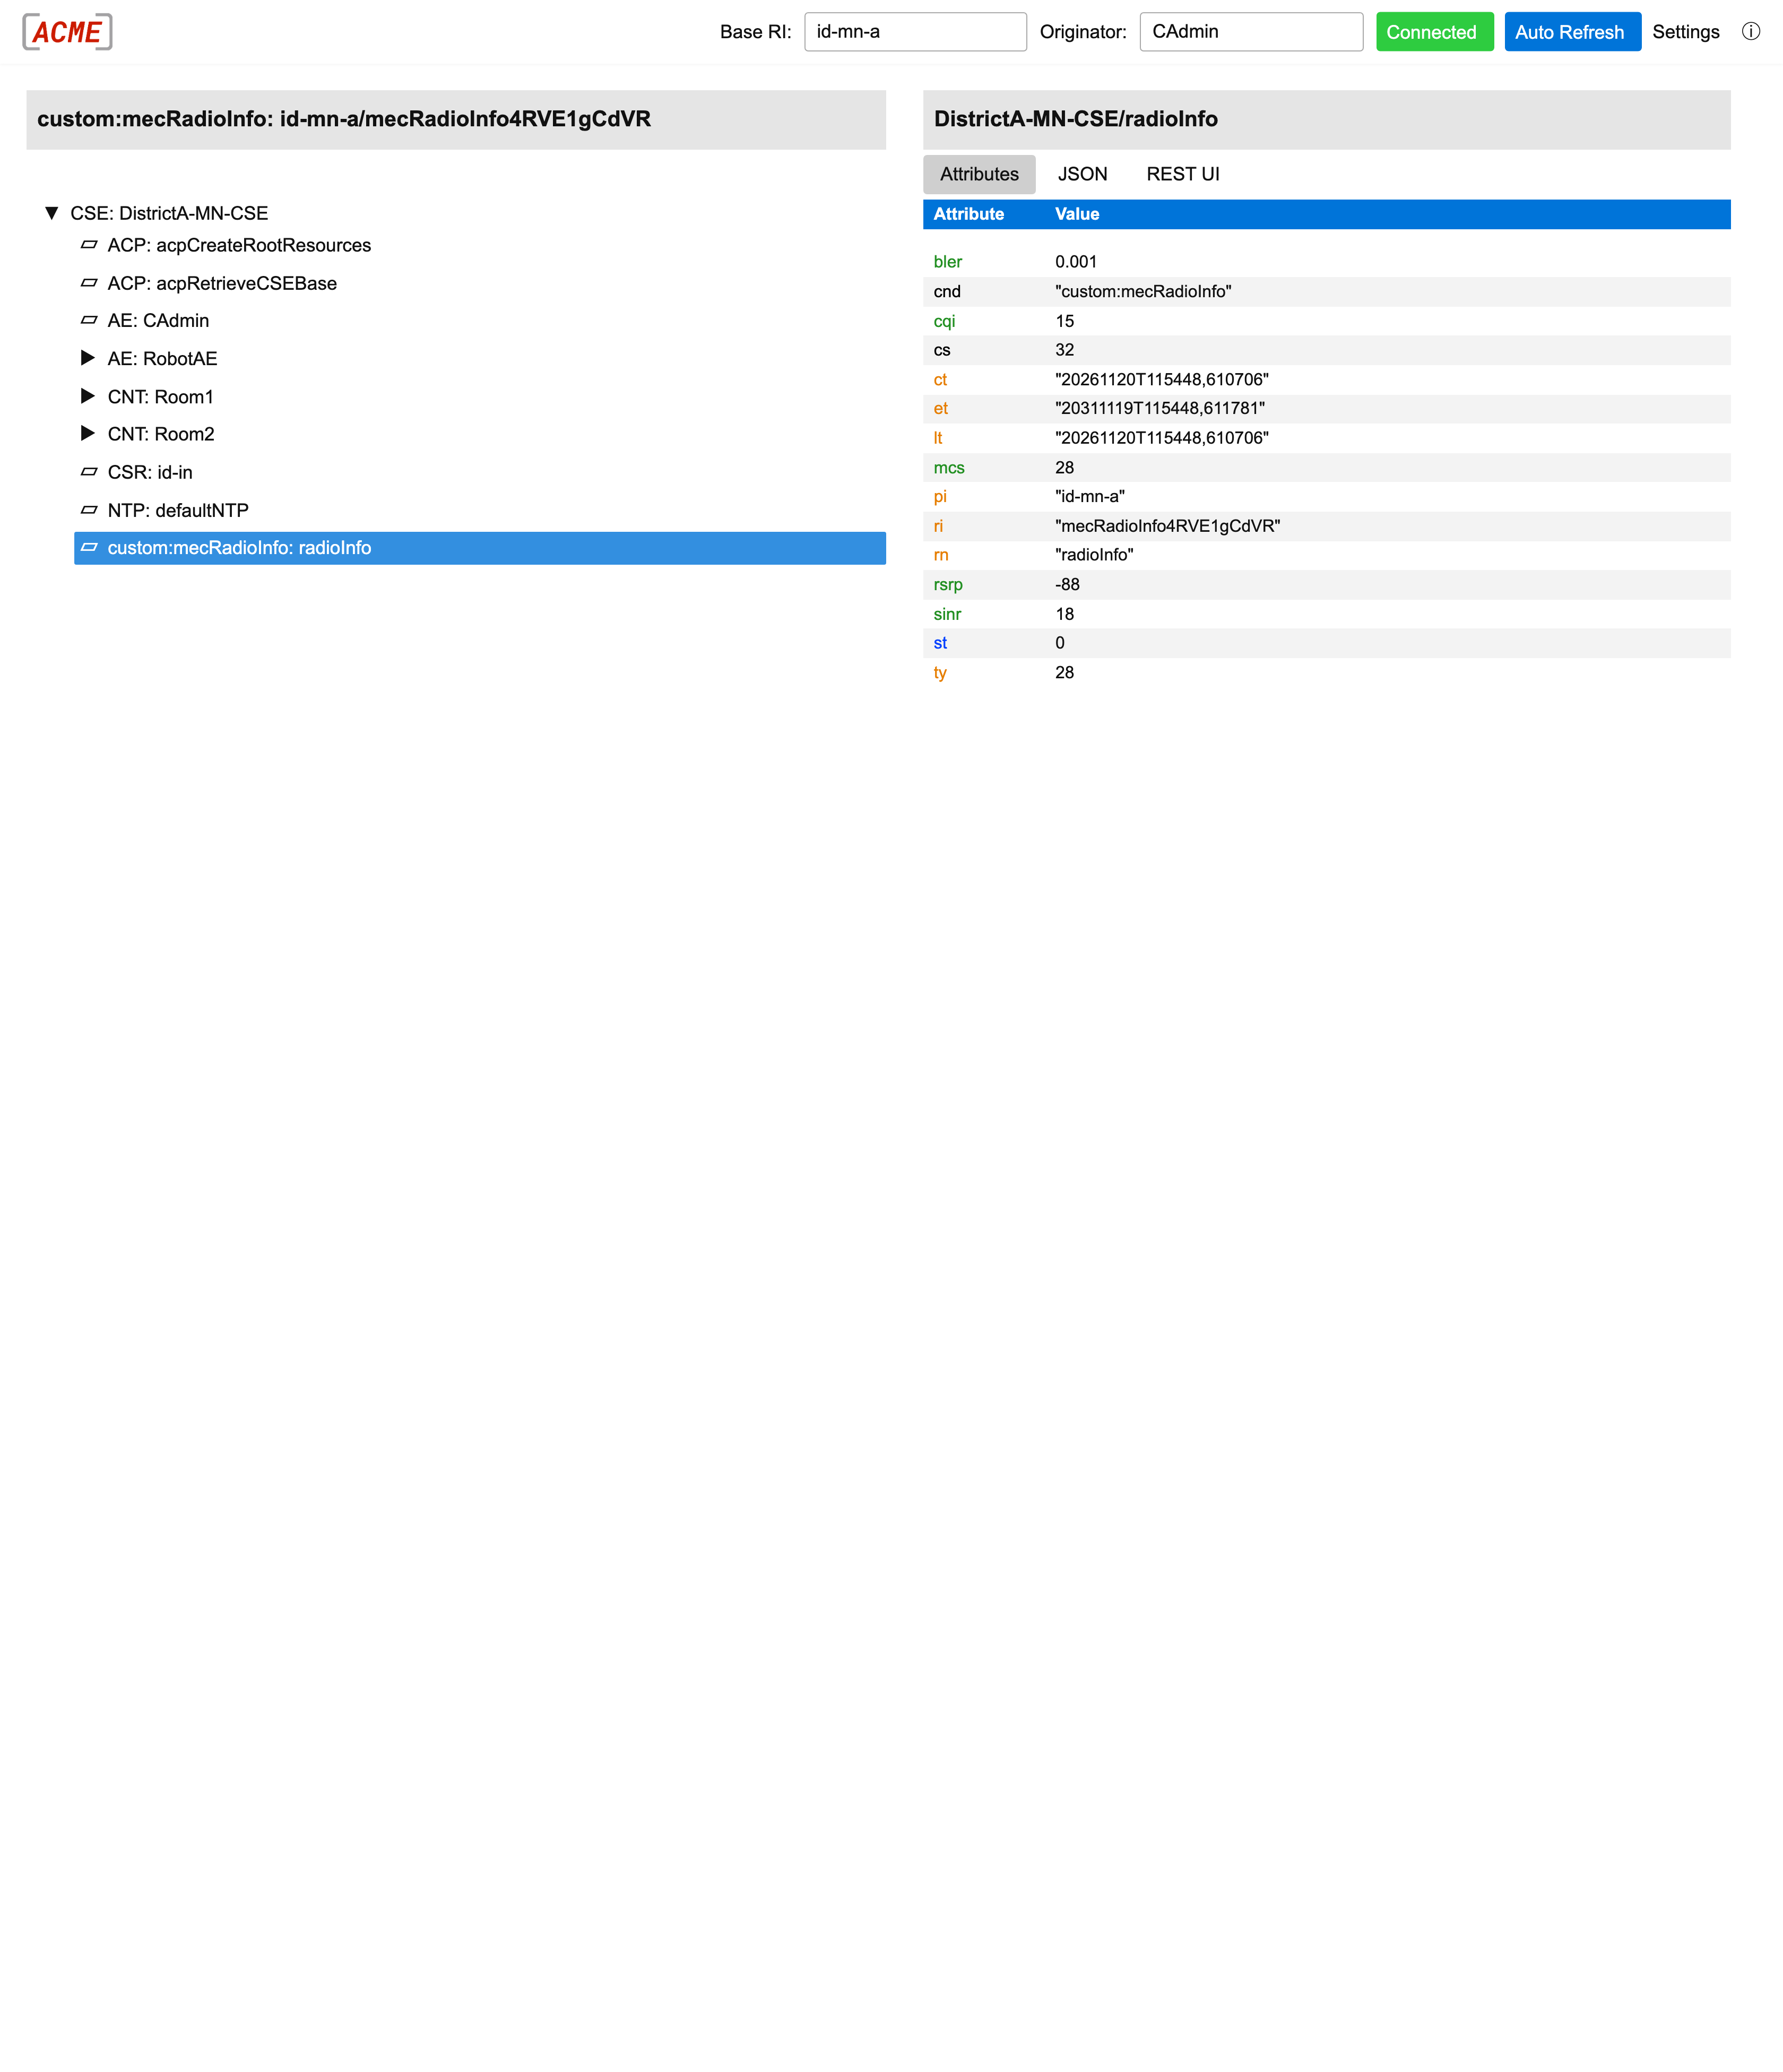 ACME Base RI: id-mn-a Originator: CAdmin Connected Auto Refresh Settings ⓘ
custom:mecRadioInfo: id-mn-a/mecRadioInfo4RVE1gCdVR
CSE: DistrictA-MN-CSE
ACP: acpCreateRootResources
ACP: acpRetrieveCSEBase
AE: CAdmin
AE: RobotAE
CNT: Room1
CNT: Room2
CSR: id-in
NTP: defaultNTP
custom:mecRadioInfo: radioInfo
DistrictA-MN-CSE/radioInfo
Attributes JSON REST UI
Attribute Value
bler 0.001
cnd "custom:mecRadioInfo"
cqi 15
cs 32
ct "20261120T115448,610706"
et "20311119T115448,611781"
lt "20261120T115448,610706"
mcs 28
pi "id-mn-a"
ri "mecRadioInfo4RVE1gCdVR"
rn "radioInfo"
rsrp -88
sinr 18
st 0
ty 28